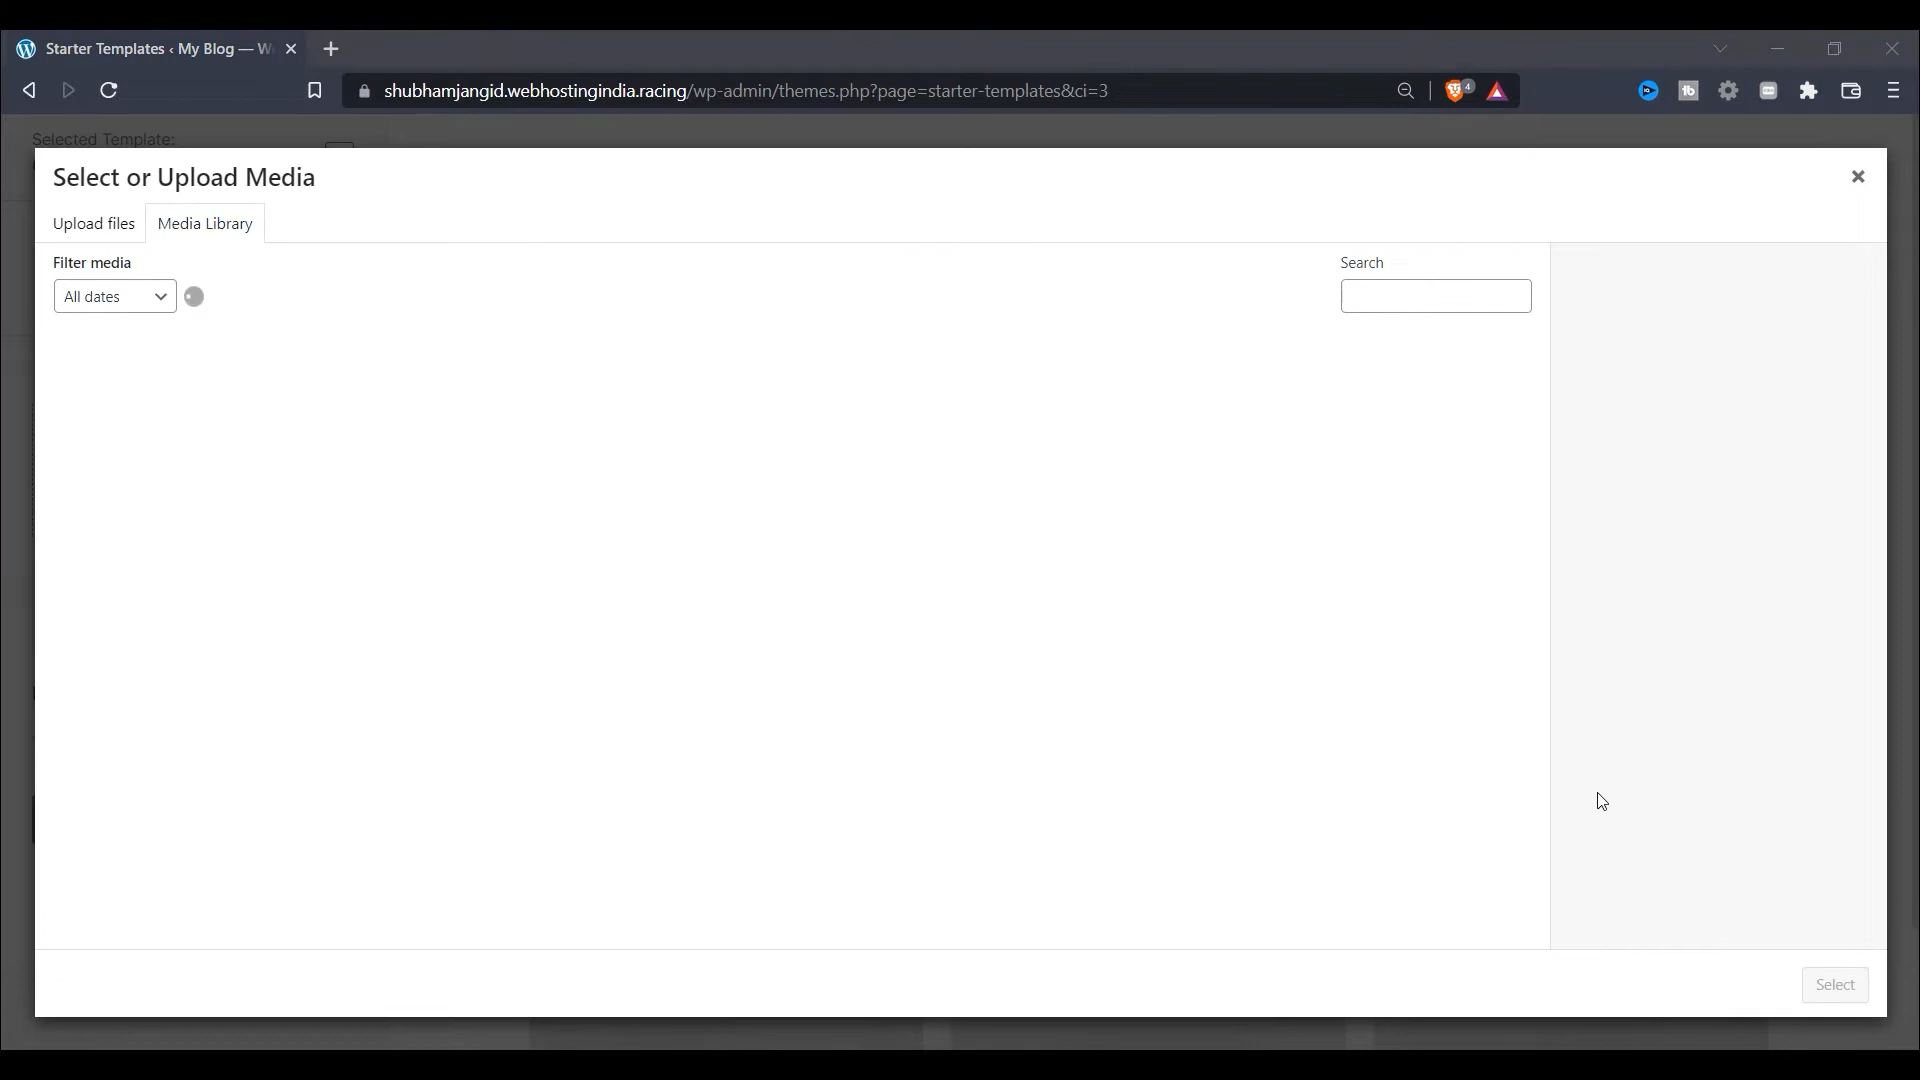 Starter Templates ‹ My Blog — W
shubhamjangid.webhostingindia.racing/wp-admin/themes.php?page=starter-templates&ci=3
4
Selected Template:
Select or Upload Media
Upload files
Media Library
Filter media
All dates
Search
Select